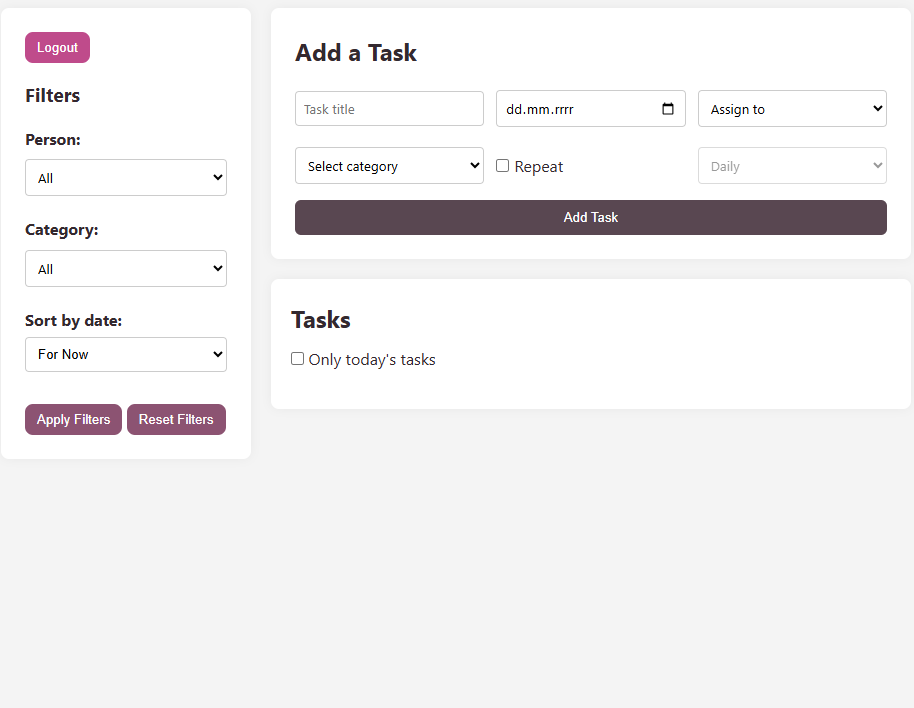 Logout
Filters
Person:
All
Category:
All
Sort by date:
For Now
Apply Filters Reset Filters
Add a Task
Task title dd.mm.rrrr Assign to
Select category Repeat Daily
Add Task
Tasks
Only today's tasks